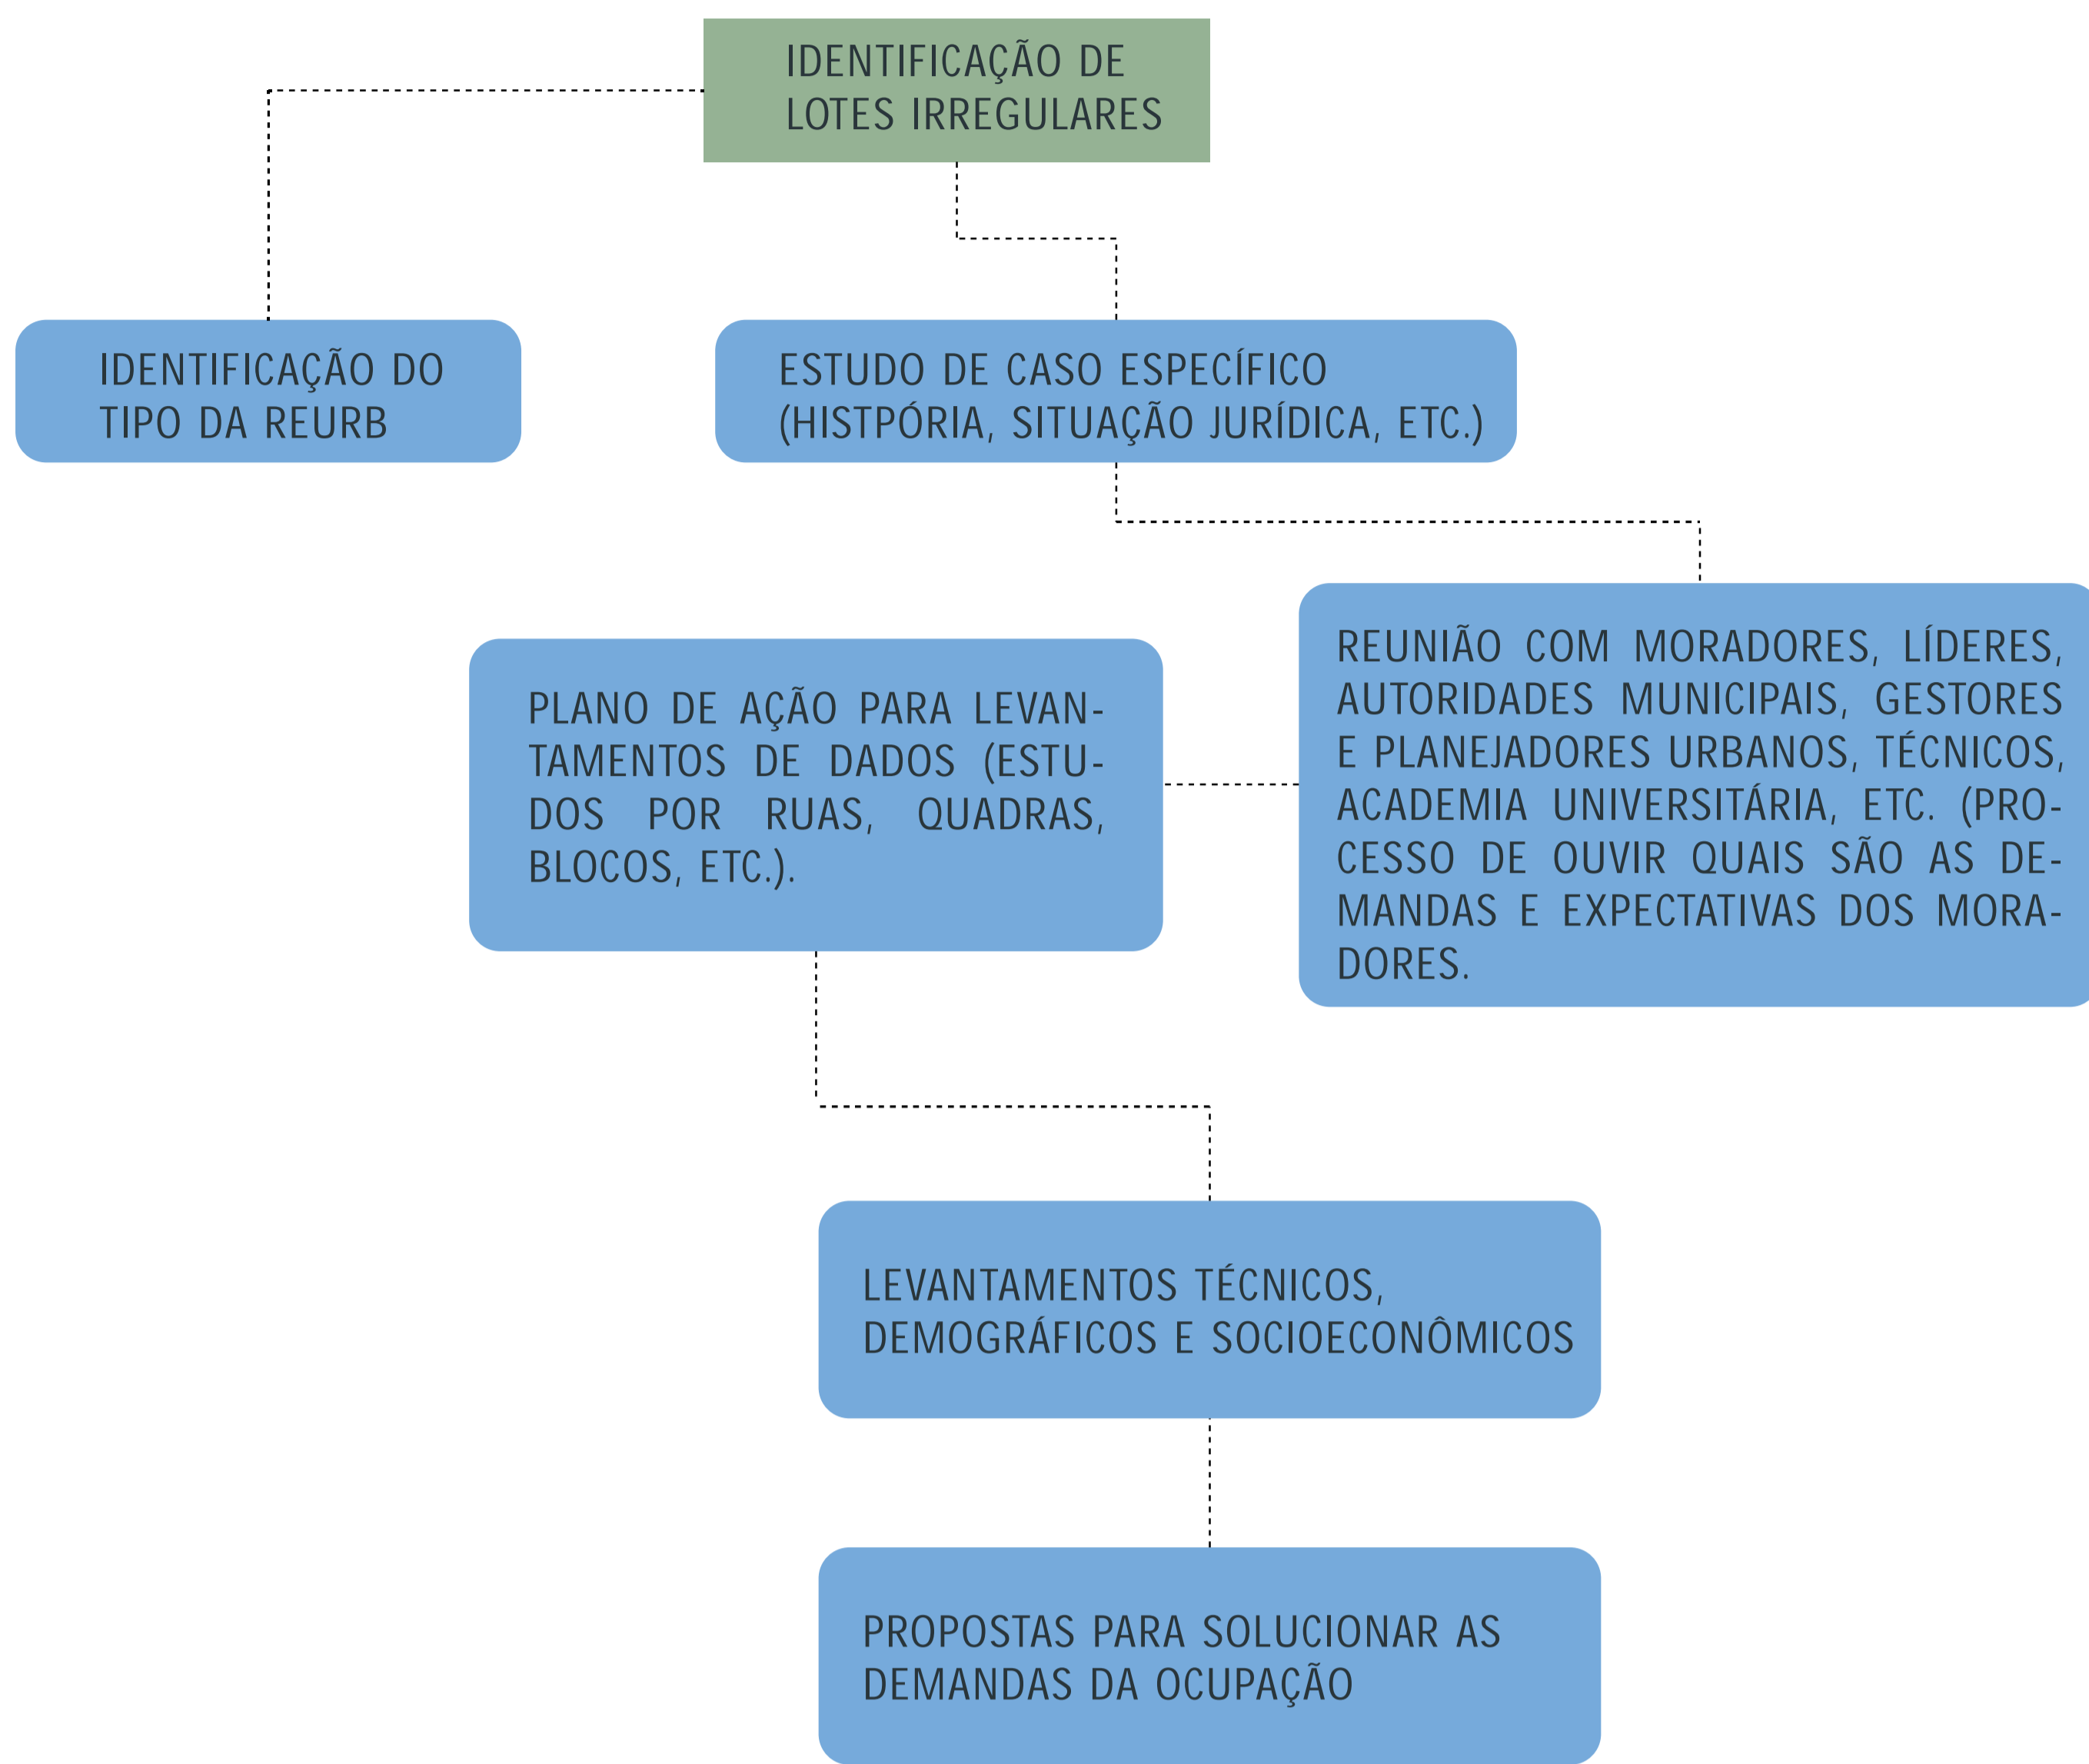 IDENTIFICAÇÃO DE
LOTES IRREGULARES
IDENTIFICAÇÃO DO
TIPO DA REURB
ESTUDO DE CASO ESPECÍFICO
(HISTÓRIA, SITUAÇÃO JURÍDICA, ETC.)
REUNIÃO COM MORADORES, LÍDERES,
AUTORIDADES MUNICIPAIS, GESTORES
E PLANEJADORES URBANOS, TÉCNICOS,
ACADEMIA UNIVERSITÁRIA, ETC. (PRO-
CESSO DE OUVIR QUAIS SÃO AS DE-
MANDAS E EXPECTATIVAS DOS MORA-
DORES.
PLANO DE AÇÃO PARA LEVAN-
TAMENTOS DE DADOS (ESTU-
DOS POR RUAS, QUADRAS,
BLOCOS, ETC.).
LEVANTAMENTOS TÉCNICOS,
DEMOGRÁFICOS E SOCIOECONÔMICOS
PROPOSTAS PARA SOLUCIONAR AS
DEMANDAS DA OCUPAÇÃO